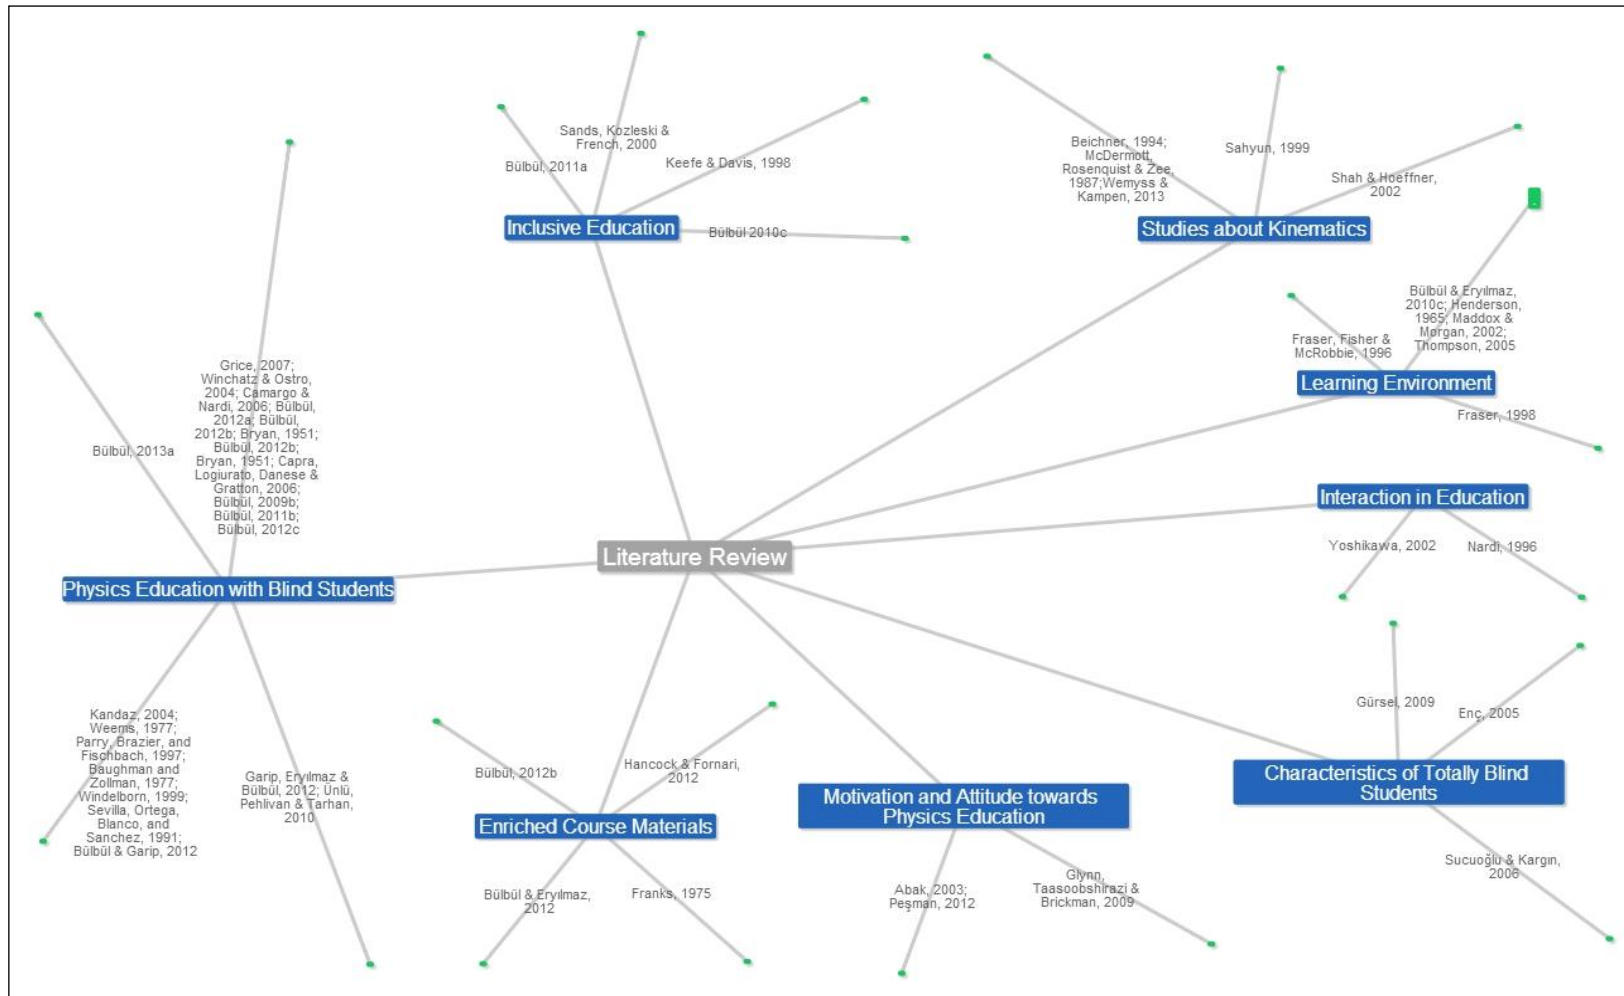 Sands, Kozleski &
French, 2000
Bülbül, 2011a
Keefe & Davis, 1998
Inclusive Education
Bülbül 2010c
Beichner, 1994;
McDermott,
Rosenquist & Zee,
1987;Wemyss &
Kampen, 2013
Sahyun, 1999
Shah & Hoeffner,
2002
Studies about Kinematics
Bülbül & Eryılmaz,
2010c; Henderson,
1965; Maddox &
Morgan, 2002;
Thompson, 2005
Fraser, Fisher &
McRobbie, 1996
Learning Environment
Fraser, 1998
Interaction in Education
Yoshikawa, 2002
Nardi, 1996
Literature Review
Grice, 2007;
Winchatz & Ostro,
2004; Camargo &
Nardi, 2006; Bülbül,
2012a; Bülbül,
2012b; Bryan, 1951;
Bülbül, 2012b;
Bryan, 1951; Capra,
Logiurato, Danese &
Gratton, 2006;
Bülbül, 2009b;
Bülbül, 2011b;
Bülbül, 2012c
Bülbül, 2013a
Physics Education with Blind Students
Kandaz, 2004;
Weems, 1977;
Parry, Brazier, and
Fischbach, 1997;
Baughman and
Zollman, 1977;
Windelborn, 1999;
Sevilla, Ortega,
Blanco, and
Sanchez, 1991;
Bülbül & Garip, 2012
Garip, Eryılmaz &
Bülbül, 2012; Ünlü,
Pehlivan & Tarhan,
2010
Bülbül, 2012b
Hancock & Fornari,
2012
Enriched Course Materials
Bülbül & Eryılmaz,
2012
Franks, 1975
Motivation and Attitude towards
Physics Education
Abak, 2003;
Peşman, 2012
Glynn,
Taasoobshirazi &
Brickman, 2009
Gürsel, 2009
Enç, 2005
Characteristics of Totally Blind
Students
Sucuoğlu & Kargın,
2006